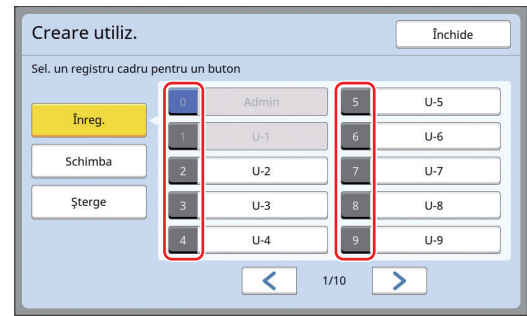 Creare utiliz.
Închide
Sel. un registru cadru pentru un buton
Înreg.
Schimba
Șterge
0 Admin
1 U-1
2 U-2
3 U-3
4 U-4
5 U-5
6 U-6
7 U-7
8 U-8
9 U-9
1/10